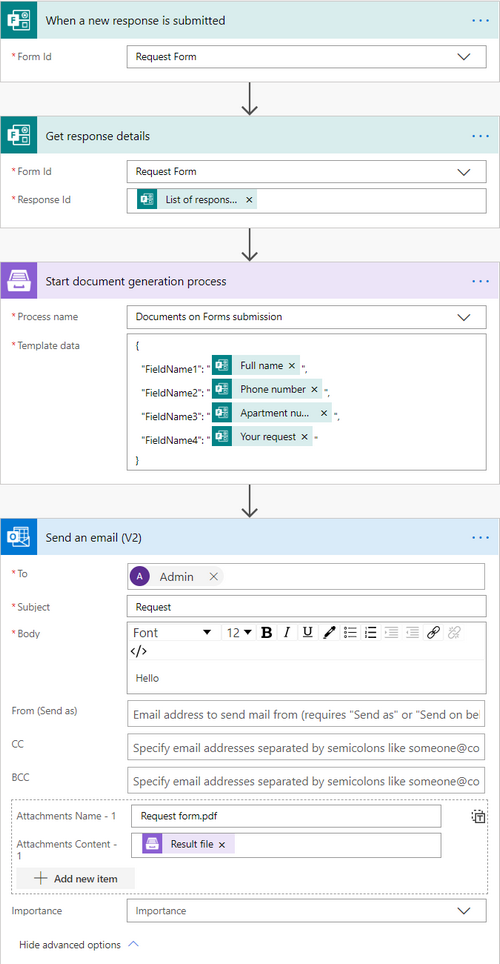 When a new response is submitted
* Form Id
Request Form
Get response details
* Form Id
Request Form
* Response Id
List of respons...
Start document generation process
* Process name
Documents on Forms submission
* Template data
{
"FieldName1": " Full name ",
"FieldName2": " Phone number ",
"FieldName3": " Apartment nu... ",
"FieldName4": " Your request "
}
Send an email (V2)
* To
A Admin
* Subject
Request
* Body
Font 12 B I U
</>
Hello
From (Send as)
Email address to send mail from (requires "Send as" or "Send on bel
CC
Specify email addresses separated by semicolons like someone@co
BCC
Specify email addresses separated by semicolons like someone@co
Attachments Name - 1
Request form.pdf
Attachments Content -
1
Result file
Add new item
Importance
Importance
Hide advanced options